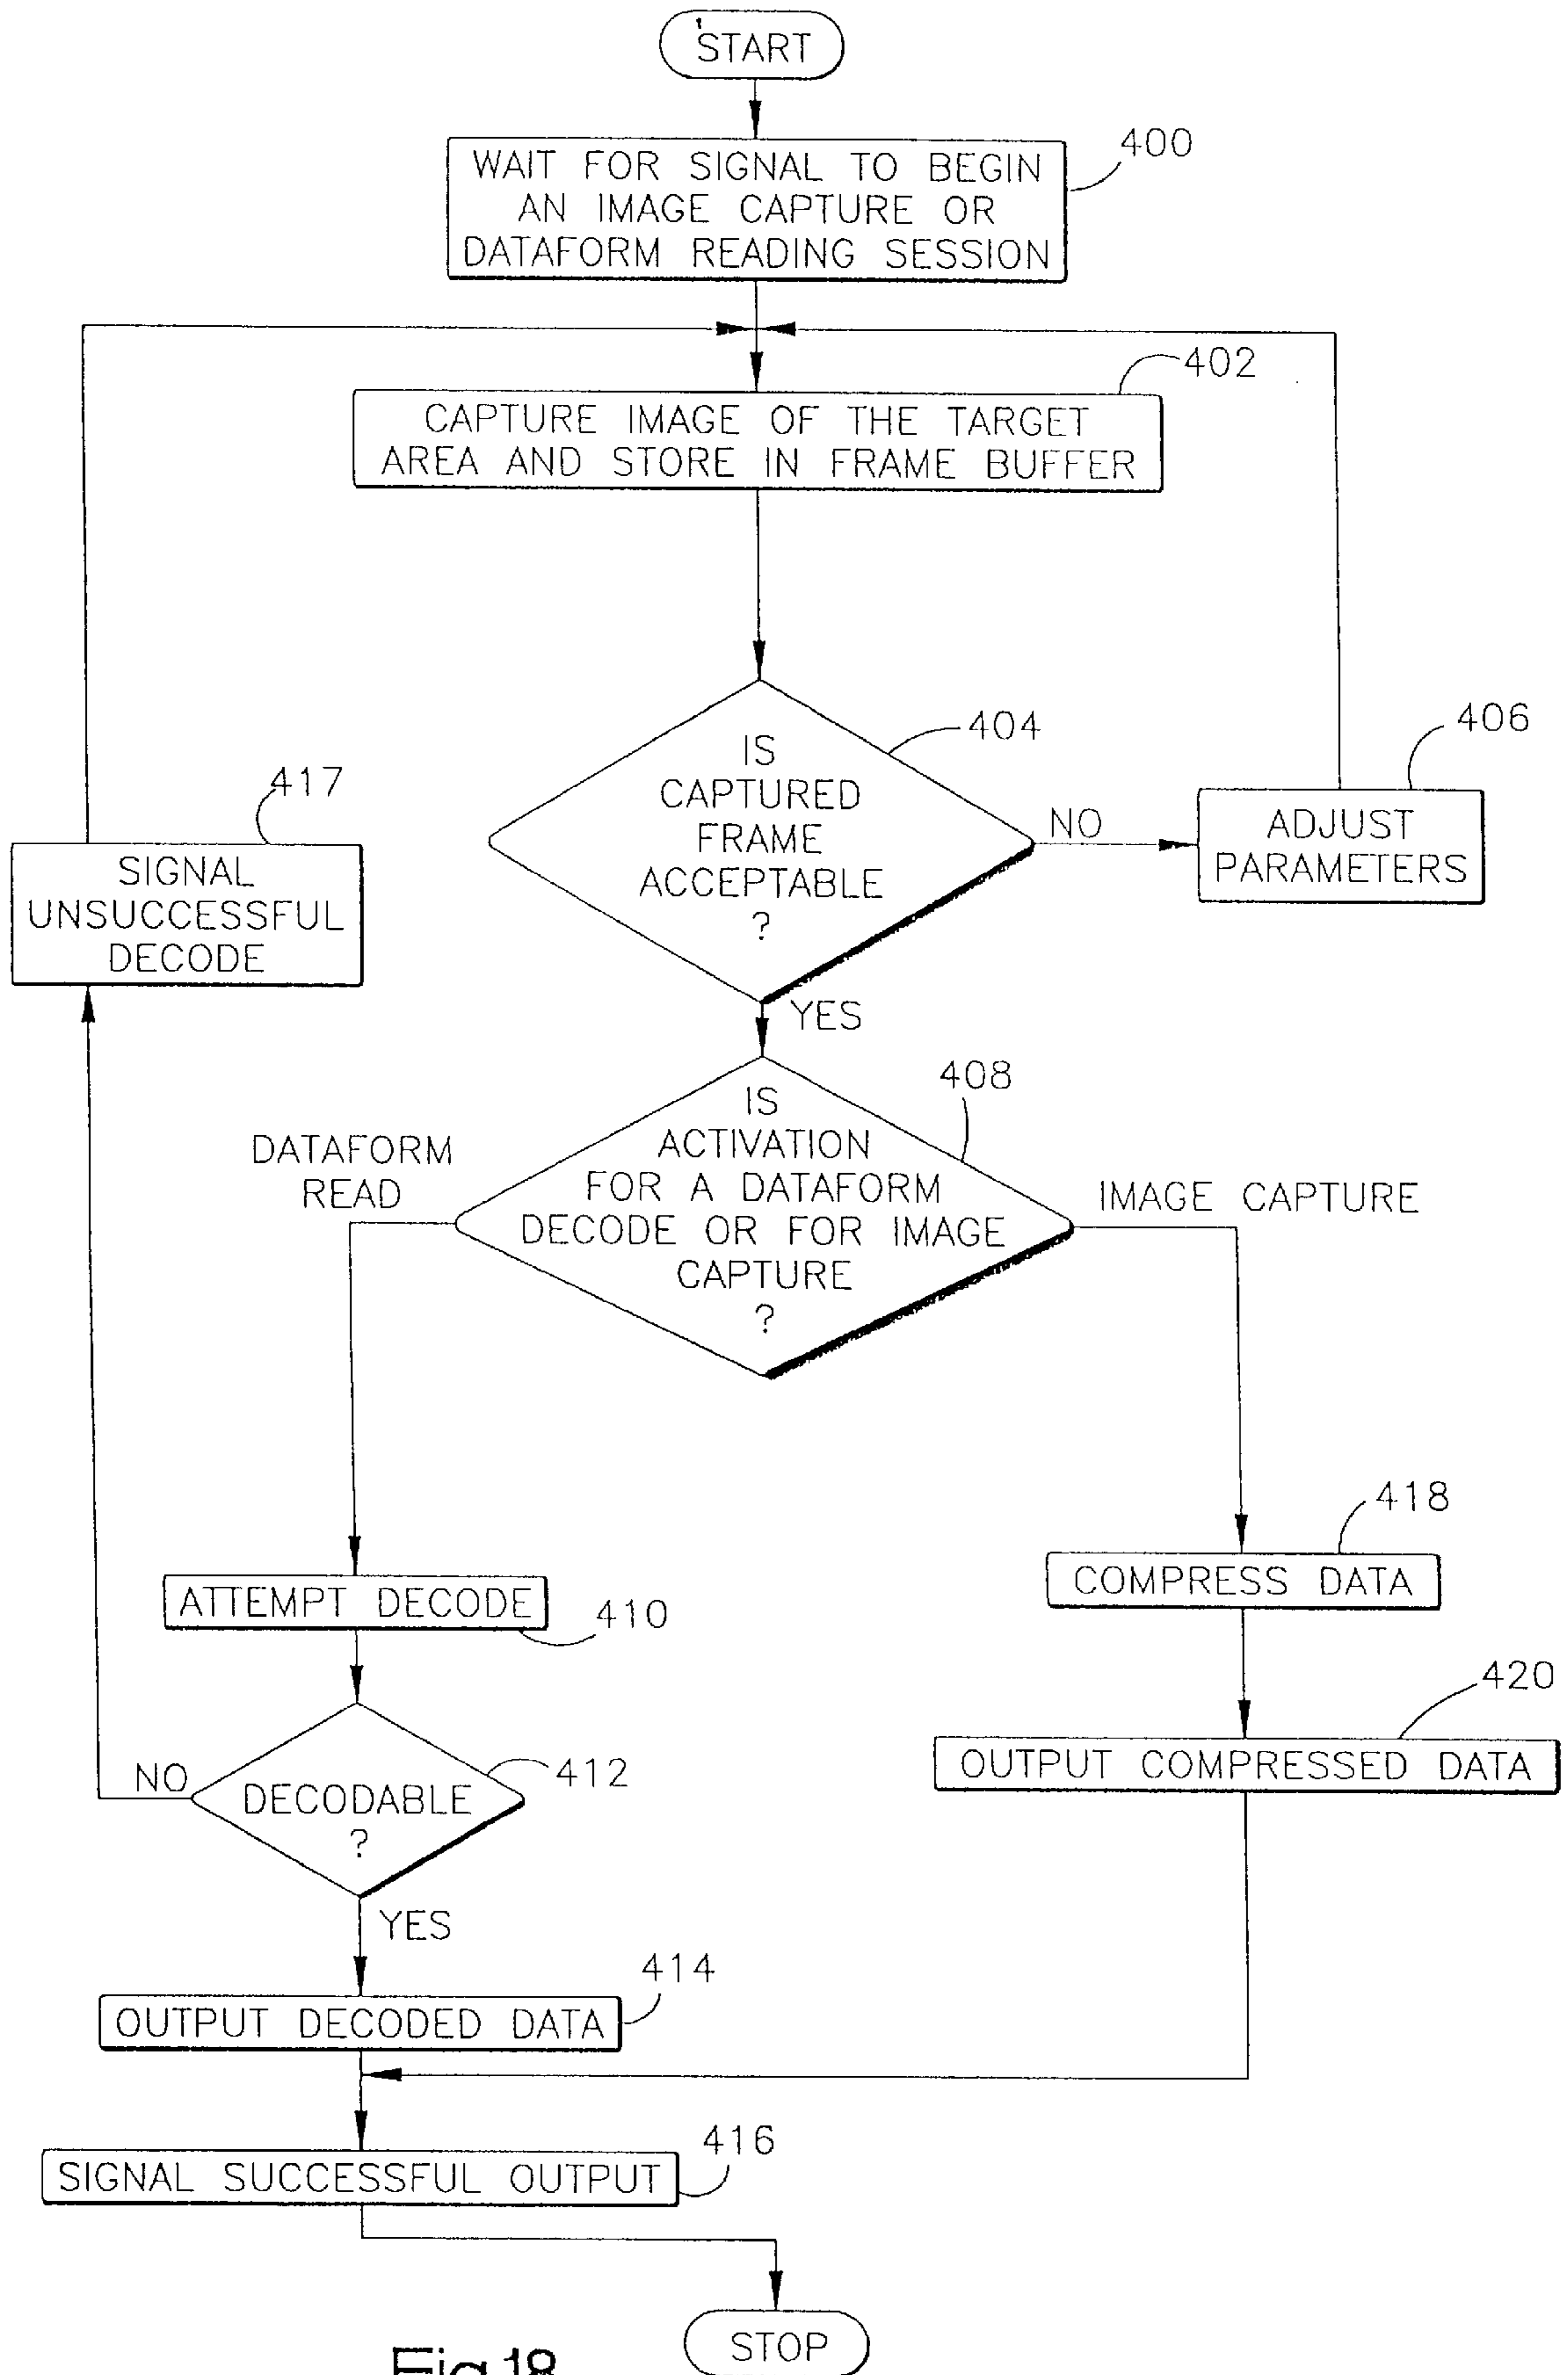 START
WAIT FOR SIGNAL TO BEGIN
AN IMAGE CAPTURE OR
DATAFORM READING SESSION
400
402
CAPTURE IMAGE OF THE TARGET
AREA AND STORE IN FRAME BUFFER
404
IS
CAPTURED
FRAME
ACCEPTABLE
?
NO
406
ADJUST
PARAMETERS
417
SIGNAL
UNSUCCESSFUL
DECODE
YES
408
IS
ACTIVATION
FOR A DATAFORM
DECODE OR FOR IMAGE
CAPTURE
?
DATAFORM
READ
IMAGE CAPTURE
418
COMPRESS DATA
ATTEMPT DECODE
410
420
OUTPUT COMPRESSED DATA
412
DECODABLE
?
NO
YES
414
OUTPUT DECODED DATA
416
SIGNAL SUCCESSFUL OUTPUT
STOP
Fig.18